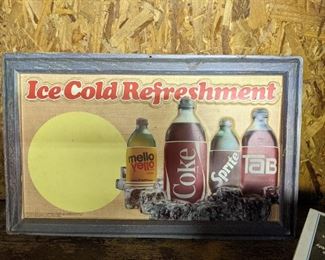 Ice Cold Refreshment
mello
yello
Coke
Sprite
TAB